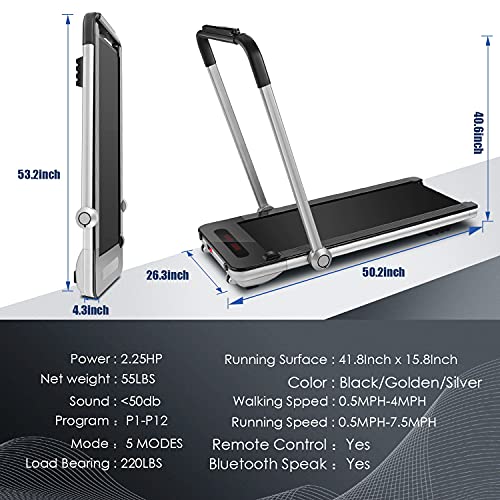 53.2inch
40.6inch
26.3inch
50.2inch
4.3inch
Power : 2.25HP
Net weight : 55LBS
Sound : <50db
Program : P1-P12
Mode : 5 MODES
Load Bearing : 220LBS
Running Surface : 41.8Inch x 15.8Inch
Color : Black/Golden/Silver
Walking Spped : 0.5MPH-4MPH
Running Speed : 0.5MPH-7.5MPH
Remote Control : Yes
Bluetooth Speak : Yes